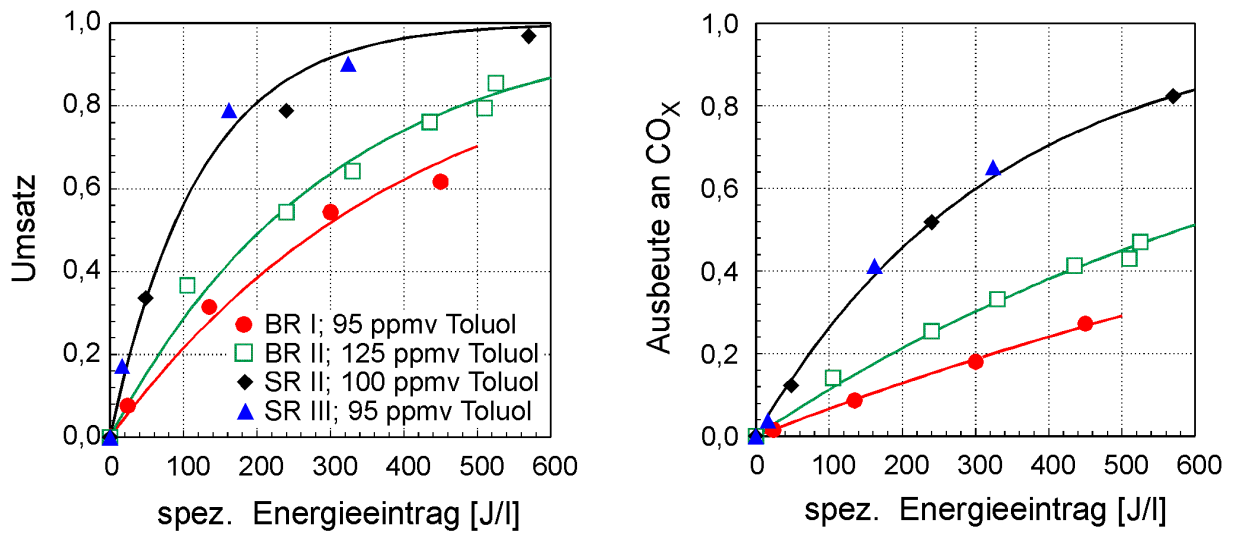 Umsatz
1,0
0,8
0,6
0,4
0,2
0,0
BR I; 95 ppmv Toluol
BR II; 125 ppmv Toluol
SR II; 100 ppmv Toluol
SR III; 95 ppmv Toluol
0 100 200 300 400 500 600
spez. Energieeintrag [J/l]
Ausbeute an COX
1,0
0,8
0,6
0,4
0,2
0,0
0 100 200 300 400 500 600
spez. Energieeintrag [J/l]